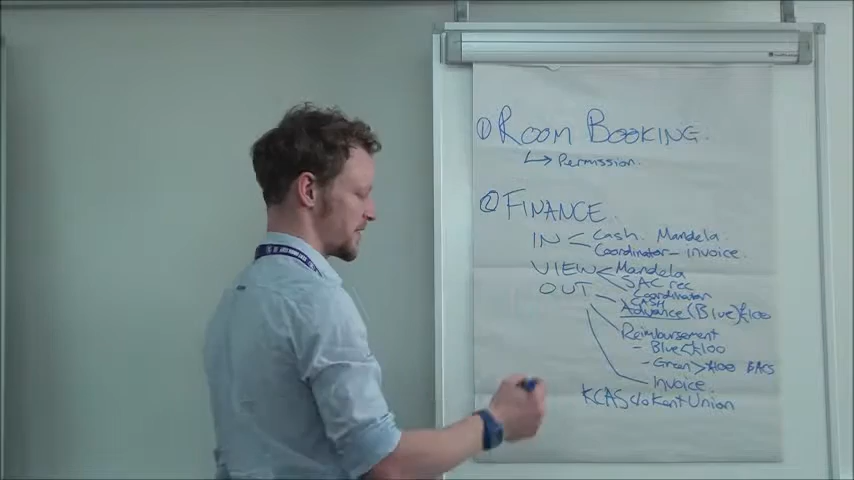 ① ROOM BOOKING.
↳ Permission.
② FINANCE.
IN < Cash. Mandela.
Coordinator - invoice.
VIEW < Mandela
SAC rec
Coordinator
OUT CASH
Advance (Blue) £100
Reimbursement
- Blue < £100
- Green > £100 BACs
Invoice.
KCAS c/o Kent Union